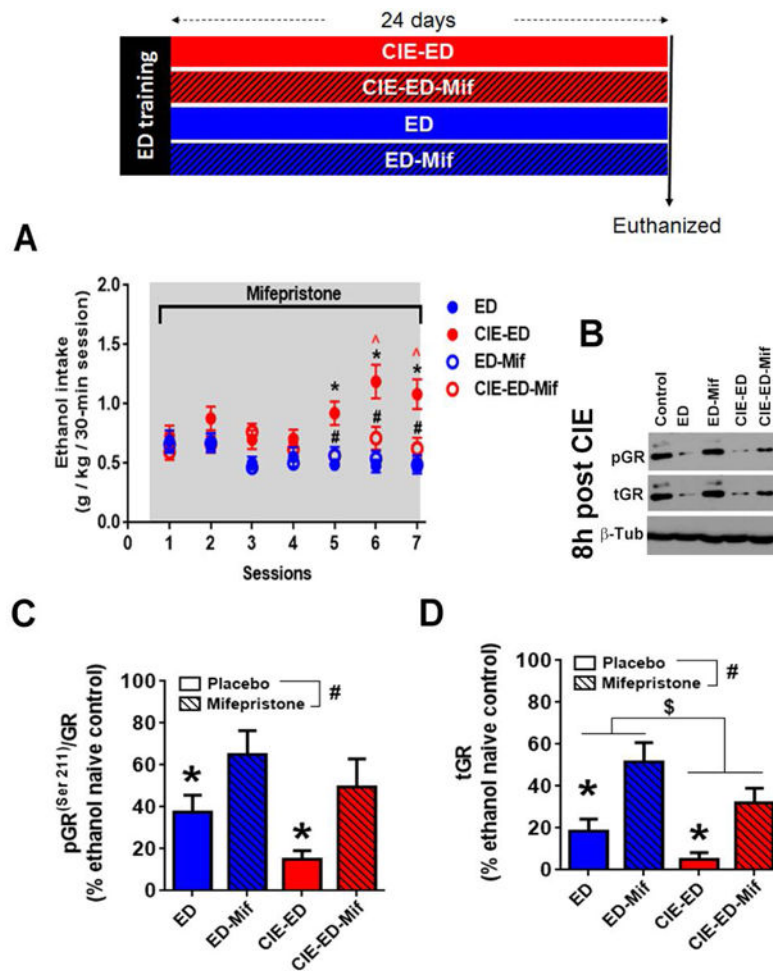 24 days
ED training
CIE-ED
CIE-ED-Mif
ED
ED-Mif
Euthanized
A
Mifepristone
Ethanol intake
(g / kg / 30-min session)
2.0
1.5
1.0
0.5
0.0
0 1 2 3 4 5 6 7
Sessions
^ ^
* * *
# # #
ED
CIE-ED
ED-Mif
CIE-ED-Mif
B
8h post CIE
Control ED ED-Mif CIE-ED CIE-ED-Mif
pGR
tGR
β-Tub
C
pGR(Ser 211)/GR
(% ethanol naive control)
100
80
60
40
20
0
Placebo
Mifepristone
#
* *
ED ED-Mif CIE-ED CIE-ED-Mif
D
tGR
(% ethanol naive control)
100
80
60
40
20
0
Placebo
Mifepristone
#
$
* *
ED ED-Mif CIE-ED CIE-ED-Mif